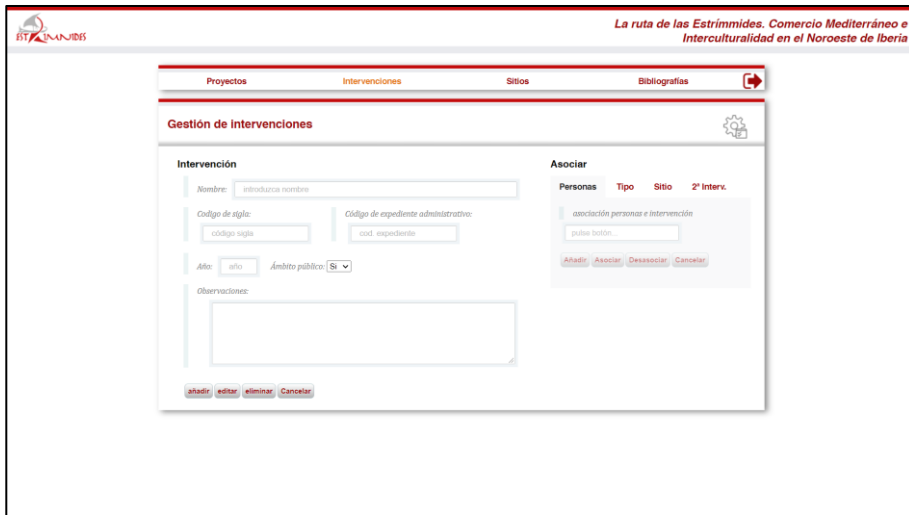 ESTRIMNIDES
La ruta de las Estrímmides. Comercio Mediterráneo e
Interculturalidad en el Noroeste de Iberia
Proyectos Intervenciones Sitios Bibliografías
Gestión de intervenciones
Intervención
Nombre: introduzca nombre
Codigo de sigla: Código de expediente administrativo:
código sigla cod. expediente
Año: año Ámbito público: Si
Observaciones:
añadir editar eliminar Cancelar
Asociar
Personas Tipo Sitio 2ª Interv.
asociación personas e intervención
pulse botón...
Añadir Asociar Desasociar Cancelar